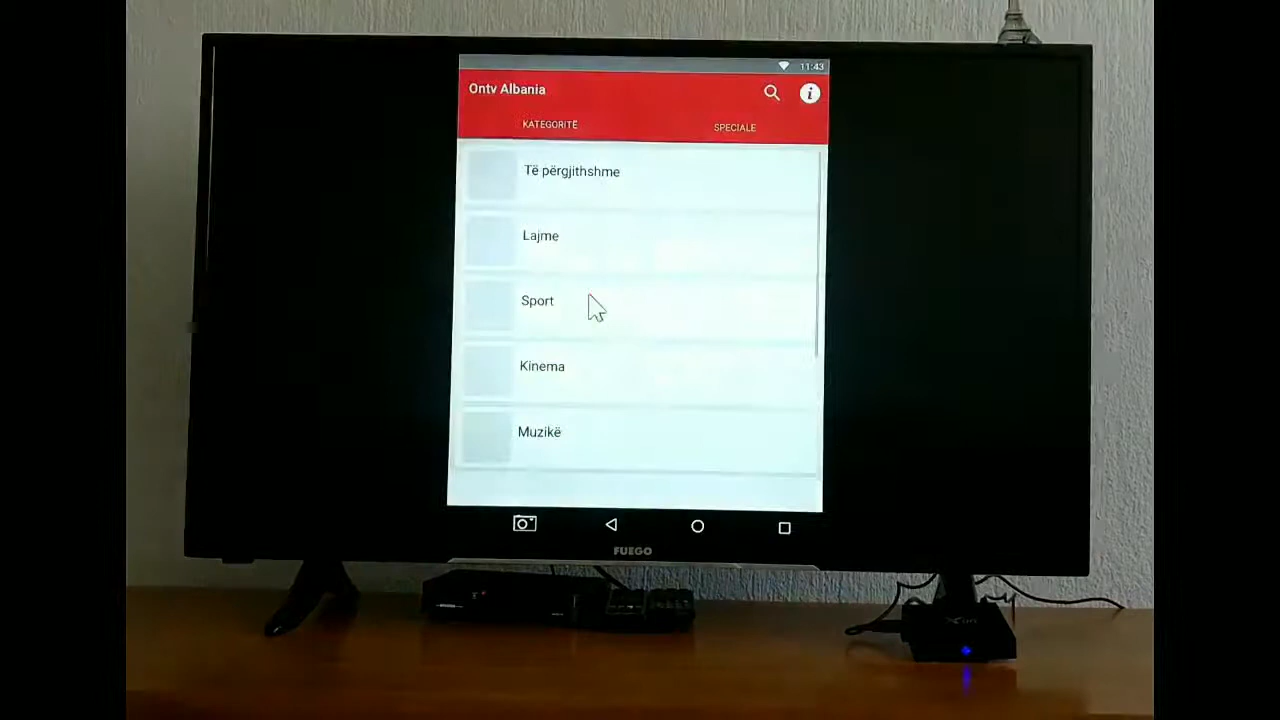 11:43
Ontv Albania
KATEGORITË
SPECIALE
Të përgjithshme
Lajme
Sport
Kinema
Muzikë
FUEGO